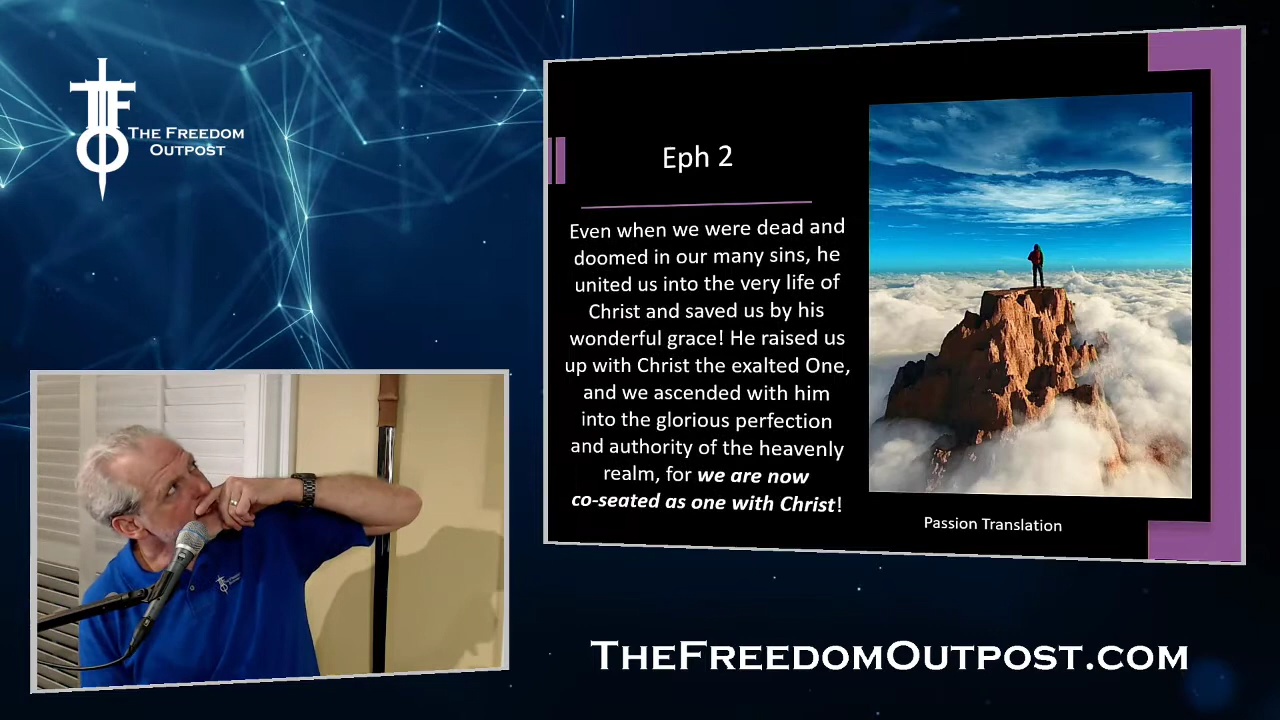 The Freedom
Outpost
Eph 2
Even when we were dead and
doomed in our many sins, he
united us into the very life of
Christ and saved us by his
wonderful grace! He raised us
up with Christ the exalted One,
and we ascended with him
into the glorious perfection
and authority of the heavenly
realm, for we are now
co-seated as one with Christ!
Passion Translation
TheFreedomOutpost.com